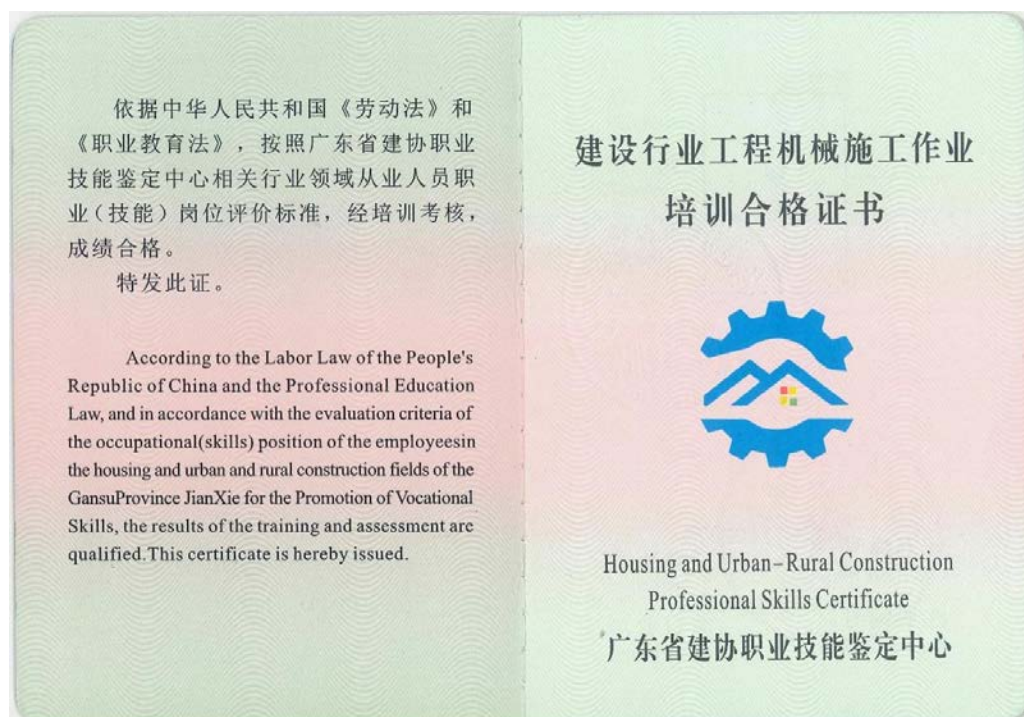 依据中华人民共和国《劳动法》和
《职业教育法》，按照广东省建协职业
技能鉴定中心相关行业领域从业人员职
业（技能）岗位评价标准，经培训考核，
成绩合格。
特发此证。
According to the Labor Law of the People's
Republic of China and the Professional Education
Law, and in accordance with the evaluation criteria of
the occupational(skills) position of the employeesin
the housing and urban and rural construction fields of the
GansuProvince JianXie for the Promotion of Vocational
Skills, the results of the training and assessment are
qualified.This certificate is hereby issued.
建设行业工程机械施工作业
培训合格证书
Housing and Urban-Rural Construction
Professional Skills Certificate
广东省建协职业技能鉴定中心